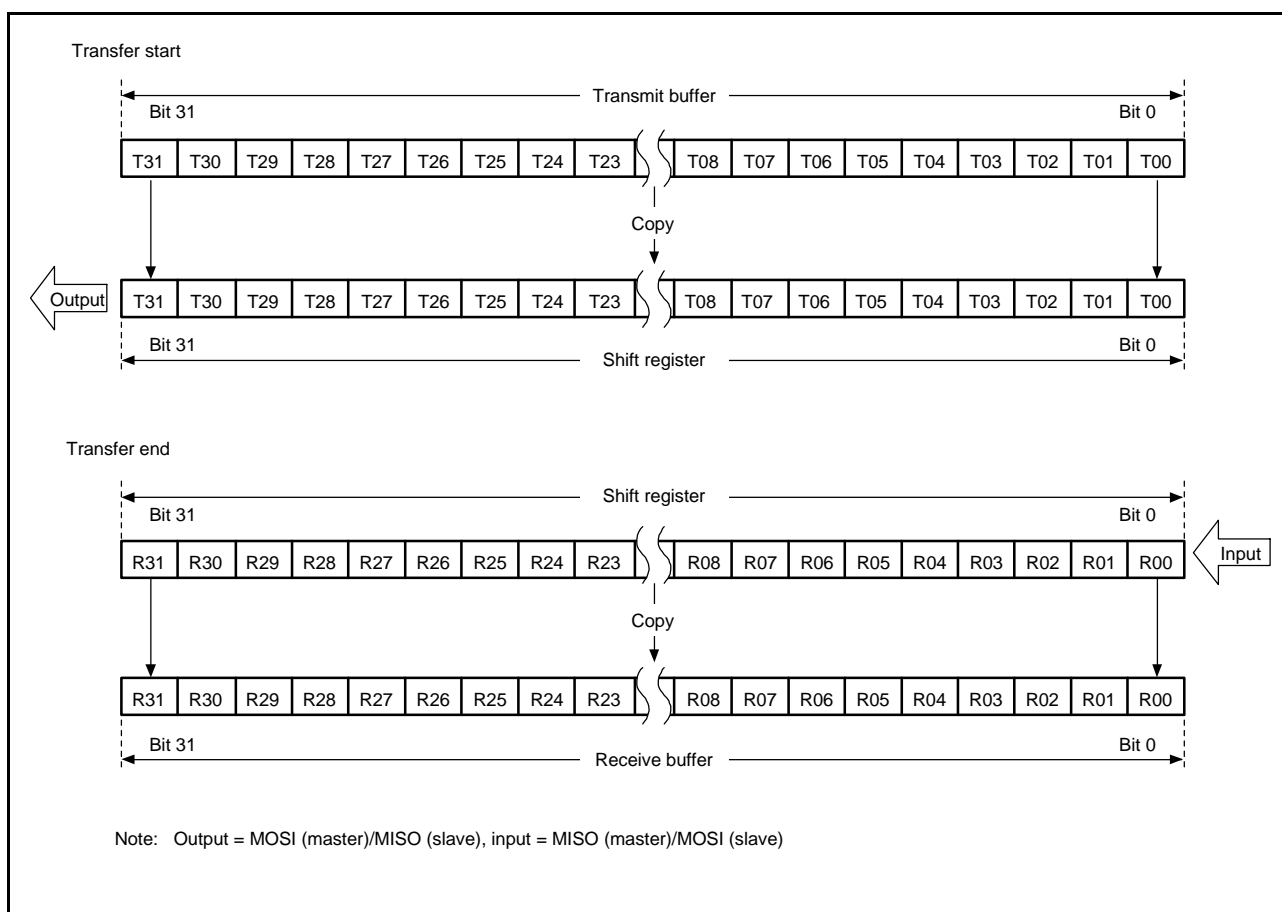 Transfer start
Transmit buffer
Bit 31 Bit 0
T31 T30 T29 T28 T27 T26 T25 T24 T23 T08 T07 T06 T05 T04 T03 T02 T01 T00
Copy
Output T31 T30 T29 T28 T27 T26 T25 T24 T23 T08 T07 T06 T05 T04 T03 T02 T01 T00
Bit 31 Bit 0
Shift register
Transfer end
Shift register
Bit 31 Bit 0
R31 R30 R29 R28 R27 R26 R25 R24 R23 R08 R07 R06 R05 R04 R03 R02 R01 R00 Input
Copy
R31 R30 R29 R28 R27 R26 R25 R24 R23 R08 R07 R06 R05 R04 R03 R02 R01 R00
Bit 31 Bit 0
Receive buffer
Note: Output = MOSI (master)/MISO (slave), input = MISO (master)/MOSI (slave)